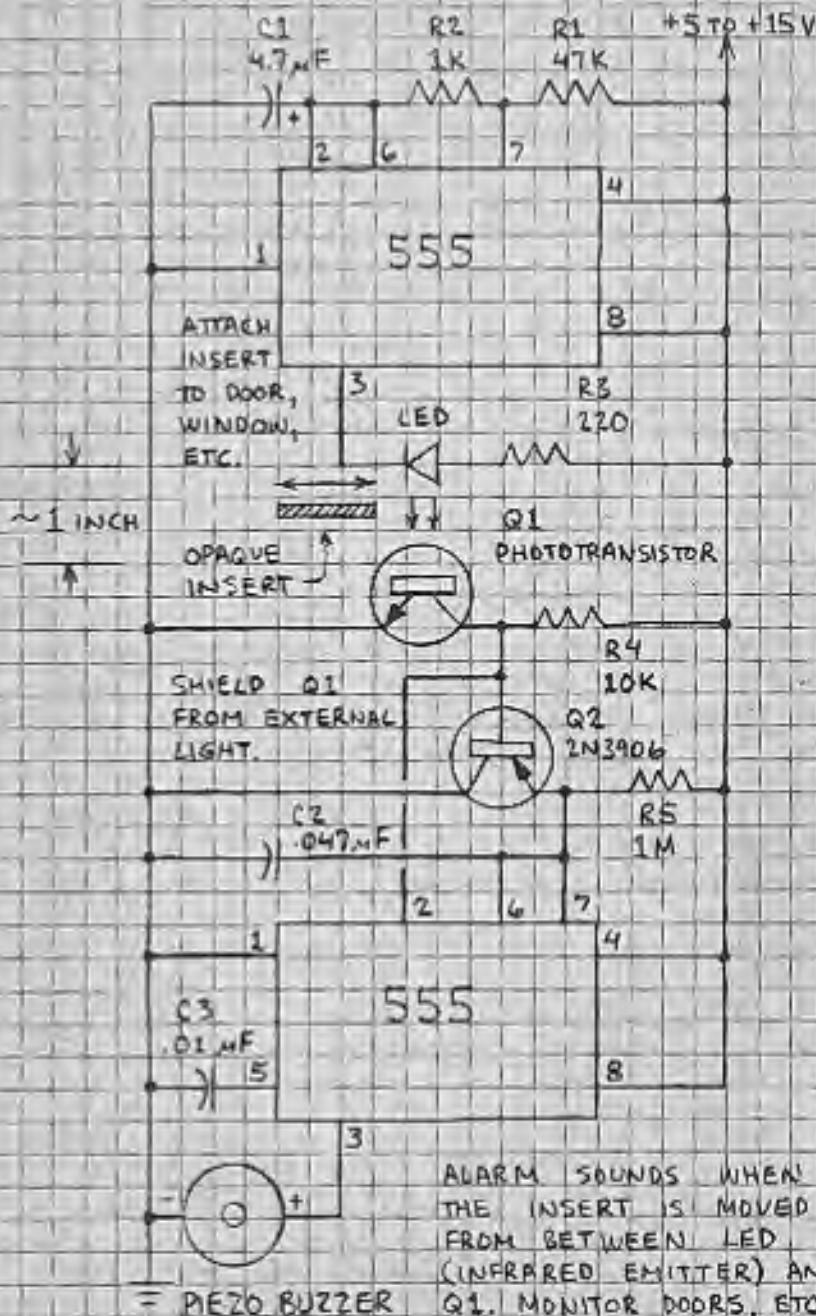 C1
4.7µF
R2
1K
R1
47K
+5 TO +15V
+
2
6
7
4
555
1
8
ATTACH
INSERT
TO DOOR,
WINDOW,
ETC.
3
LED
R3
220
~1 INCH
Q1
PHOTOTRANSISTOR
OPAQUE
INSERT
R4
10K
SHIELD Q1
FROM EXTERNAL
LIGHT.
Q2
2N3906
C2
.047µF
R5
1M
2
6
7
1
4
555
C3
.01µF
5
8
3
-
+
PIEZO BUZZER
ALARM SOUNDS WHEN
THE INSERT IS MOVED
FROM BETWEEN LED
(INFRARED EMITTER) AN
Q1. MONITOR DOORS, ETC